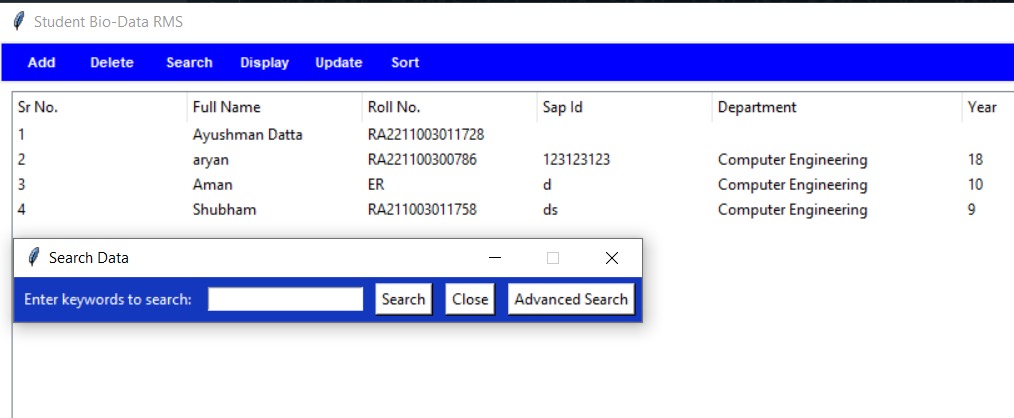 Student Bio-Data RMS
Add Delete Search Display Update Sort
Sr No. Full Name Roll No. Sap Id Department Year
1 Ayushman Datta RA2211003011728
2 aryan RA221100300786 123123123 Computer Engineering 18
3 Aman ER d Computer Engineering 10
4 Shubham RA211003011758 ds Computer Engineering 9
Search Data
Enter keywords to search: Search Close Advanced Search